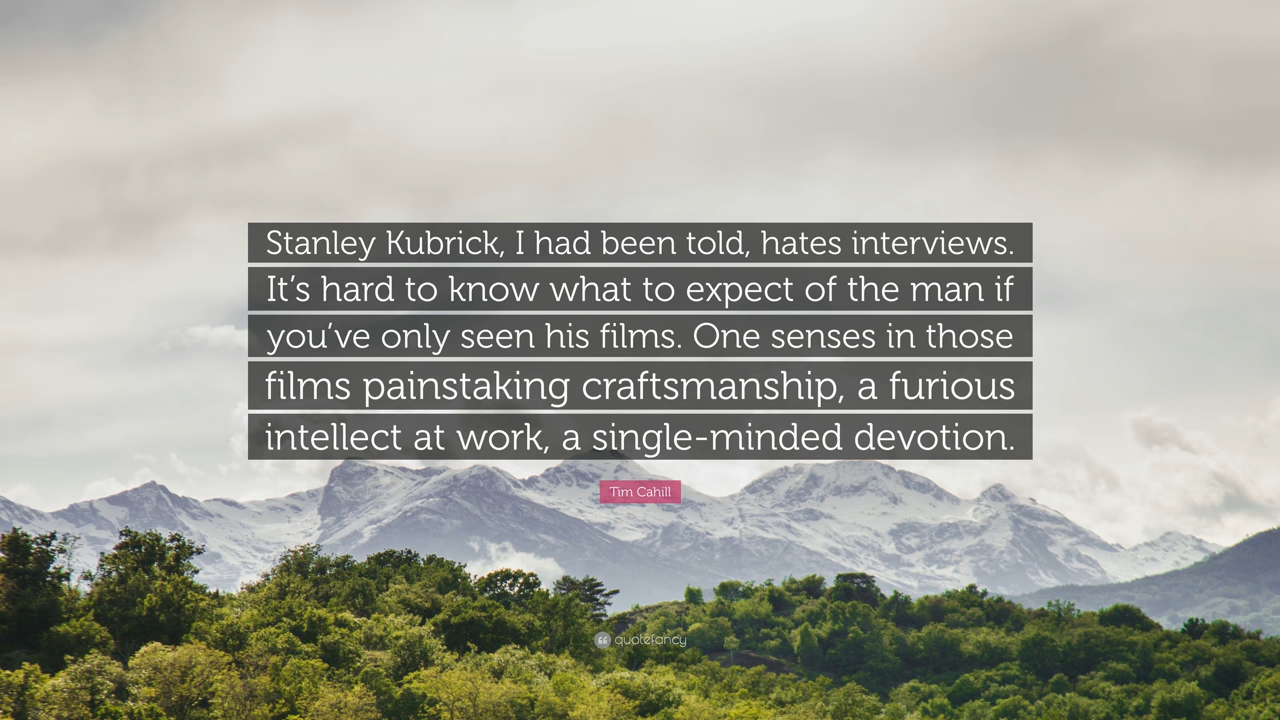 Stanley Kubrick, I had been told, hates interviews.
It’s hard to know what to expect of the man if
you’ve only seen his films. One senses in those
films painstaking craftsmanship, a furious
intellect at work, a single-minded devotion.
Tim Cahill
quotefancy